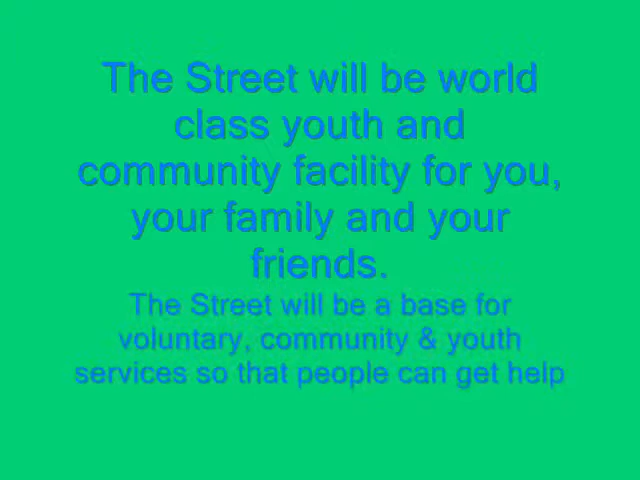 The Street will be world
class youth and
community facility for you,
your family and your
friends.
The Street will be a base for
voluntary, community & youth
services so that people can get help